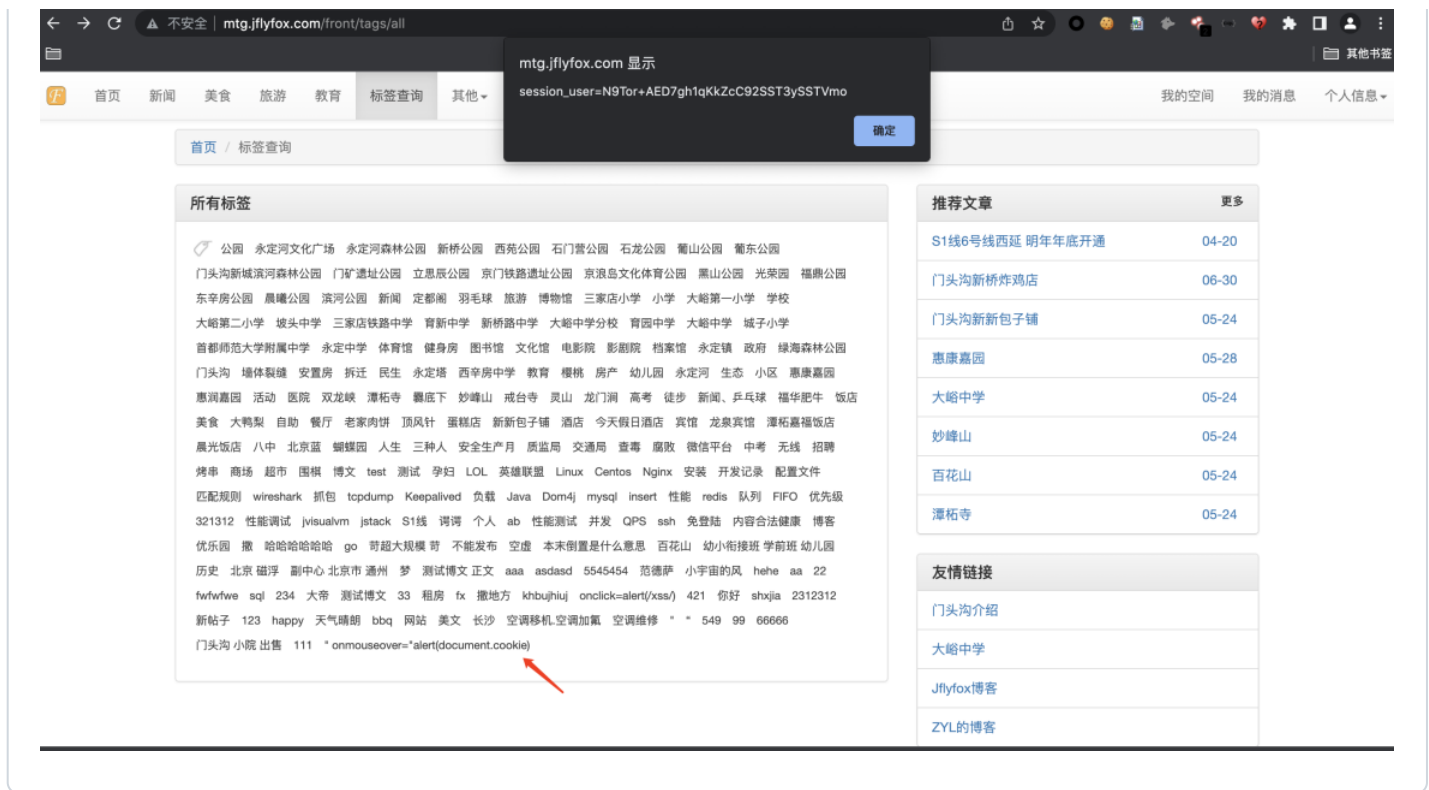 不安全 | mtg.jflyfox.com/front/tags/all
其他书签
mtg.jflyfox.com 显示
session_user=N9Tor+AED7gh1qKkZcC92SST3ySSTVmo
确定
首页 新闻 美食 旅游 教育 标签查询 其他 我的空间 我的消息 个人信息
首页 / 标签查询
所有标签
公园 永定河文化广场 永定河森林公园 新桥公园 西苑公园 石门营公园 石龙公园 葡山公园 葡东公园
门头沟新城滨河森林公园 门矿遗址公园 立思辰公园 京门铁路遗址公园 京浪岛文化体育公园 黑山公园 光荣园 福鼎公园
东辛房公园 晨曦公园 滨河公园 新闻 定都阁 羽毛球 旅游 博物馆 三家店小学 小学 大峪第一小学 学校
大峪第二小学 坡头中学 三家店铁路中学 育新中学 新桥路中学 大峪中学分校 育园中学 大峪中学 城子小学
首都师范大学附属中学 永定中学 体育馆 健身房 图书馆 文化馆 电影院 影剧院 档案馆 永定镇 政府 绿海森林公园
门头沟 墙体裂缝 安置房 拆迁 民生 永定塔 西辛房中学 教育 樱桃 房产 幼儿园 永定河 生态 小区 惠康嘉园
惠润嘉园 活动 医院 双龙峡 潭柘寺 爨底下 妙峰山 戒台寺 灵山 龙门涧 高考 徒步 新闻、乒乓球 福华肥牛 饭店
美食 大鸭梨 自助 餐厅 老家肉饼 顶风针 蛋糕店 新新包子铺 酒店 今天假日酒店 宾馆 龙泉宾馆 潭柘嘉福饭店
晨光饭店 八中 北京蓝 蝴蝶园 人生 三种人 安全生产月 质监局 交通局 查毒 腐败 微信平台 中考 无线 招聘
烤串 商场 超市 围棋 博文 test 测试 孕妇 LOL 英雄联盟 Linux Centos Nginx 安装 开发记录 配置文件
匹配规则 wireshark 抓包 tcpdump Keepalived 负载 Java Dom4j mysql insert 性能 redis 队列 FIFO 优先级
321312 性能调试 jvisualvm jstack S1线 谔谔 个人 ab 性能测试 并发 QPS ssh 免登陆 内容合法健康 博客
优乐园 撒 哈哈哈哈哈哈 go 苛超大规模 苛 不能发布 空虚 本末倒置是什么意思 百花山 幼小衔接班 学前班 幼儿园
历史 北京 磁浮 副中心 北京市 通州 梦 测试博文 正文 aaa asdasd 5545454 范德萨 小宇宙的风 hehe aa 22
fwfwfwe sql 234 大帝 测试博文 33 租房 fx 撒地方 khbujhiuj onclick=alert(/xss/) 421 你好 shxjia 2312312
新帖子 123 happy 天气晴朗 bbq 网站 美文 长沙 空调移机.空调加氟 空调维修 " " 549 99 66666
门头沟 小院 出售 111 " onmouseover="alert(document.cookie)
推荐文章 更多
S1线6号线西延 明年年底开通 04-20
门头沟新桥炸鸡店 06-30
门头沟新新包子铺 05-24
惠康嘉园 05-28
大峪中学 05-24
妙峰山 05-24
百花山 05-24
潭柘寺 05-24
友情链接
门头沟介绍
大峪中学
Jflyfox博客
ZYL的博客